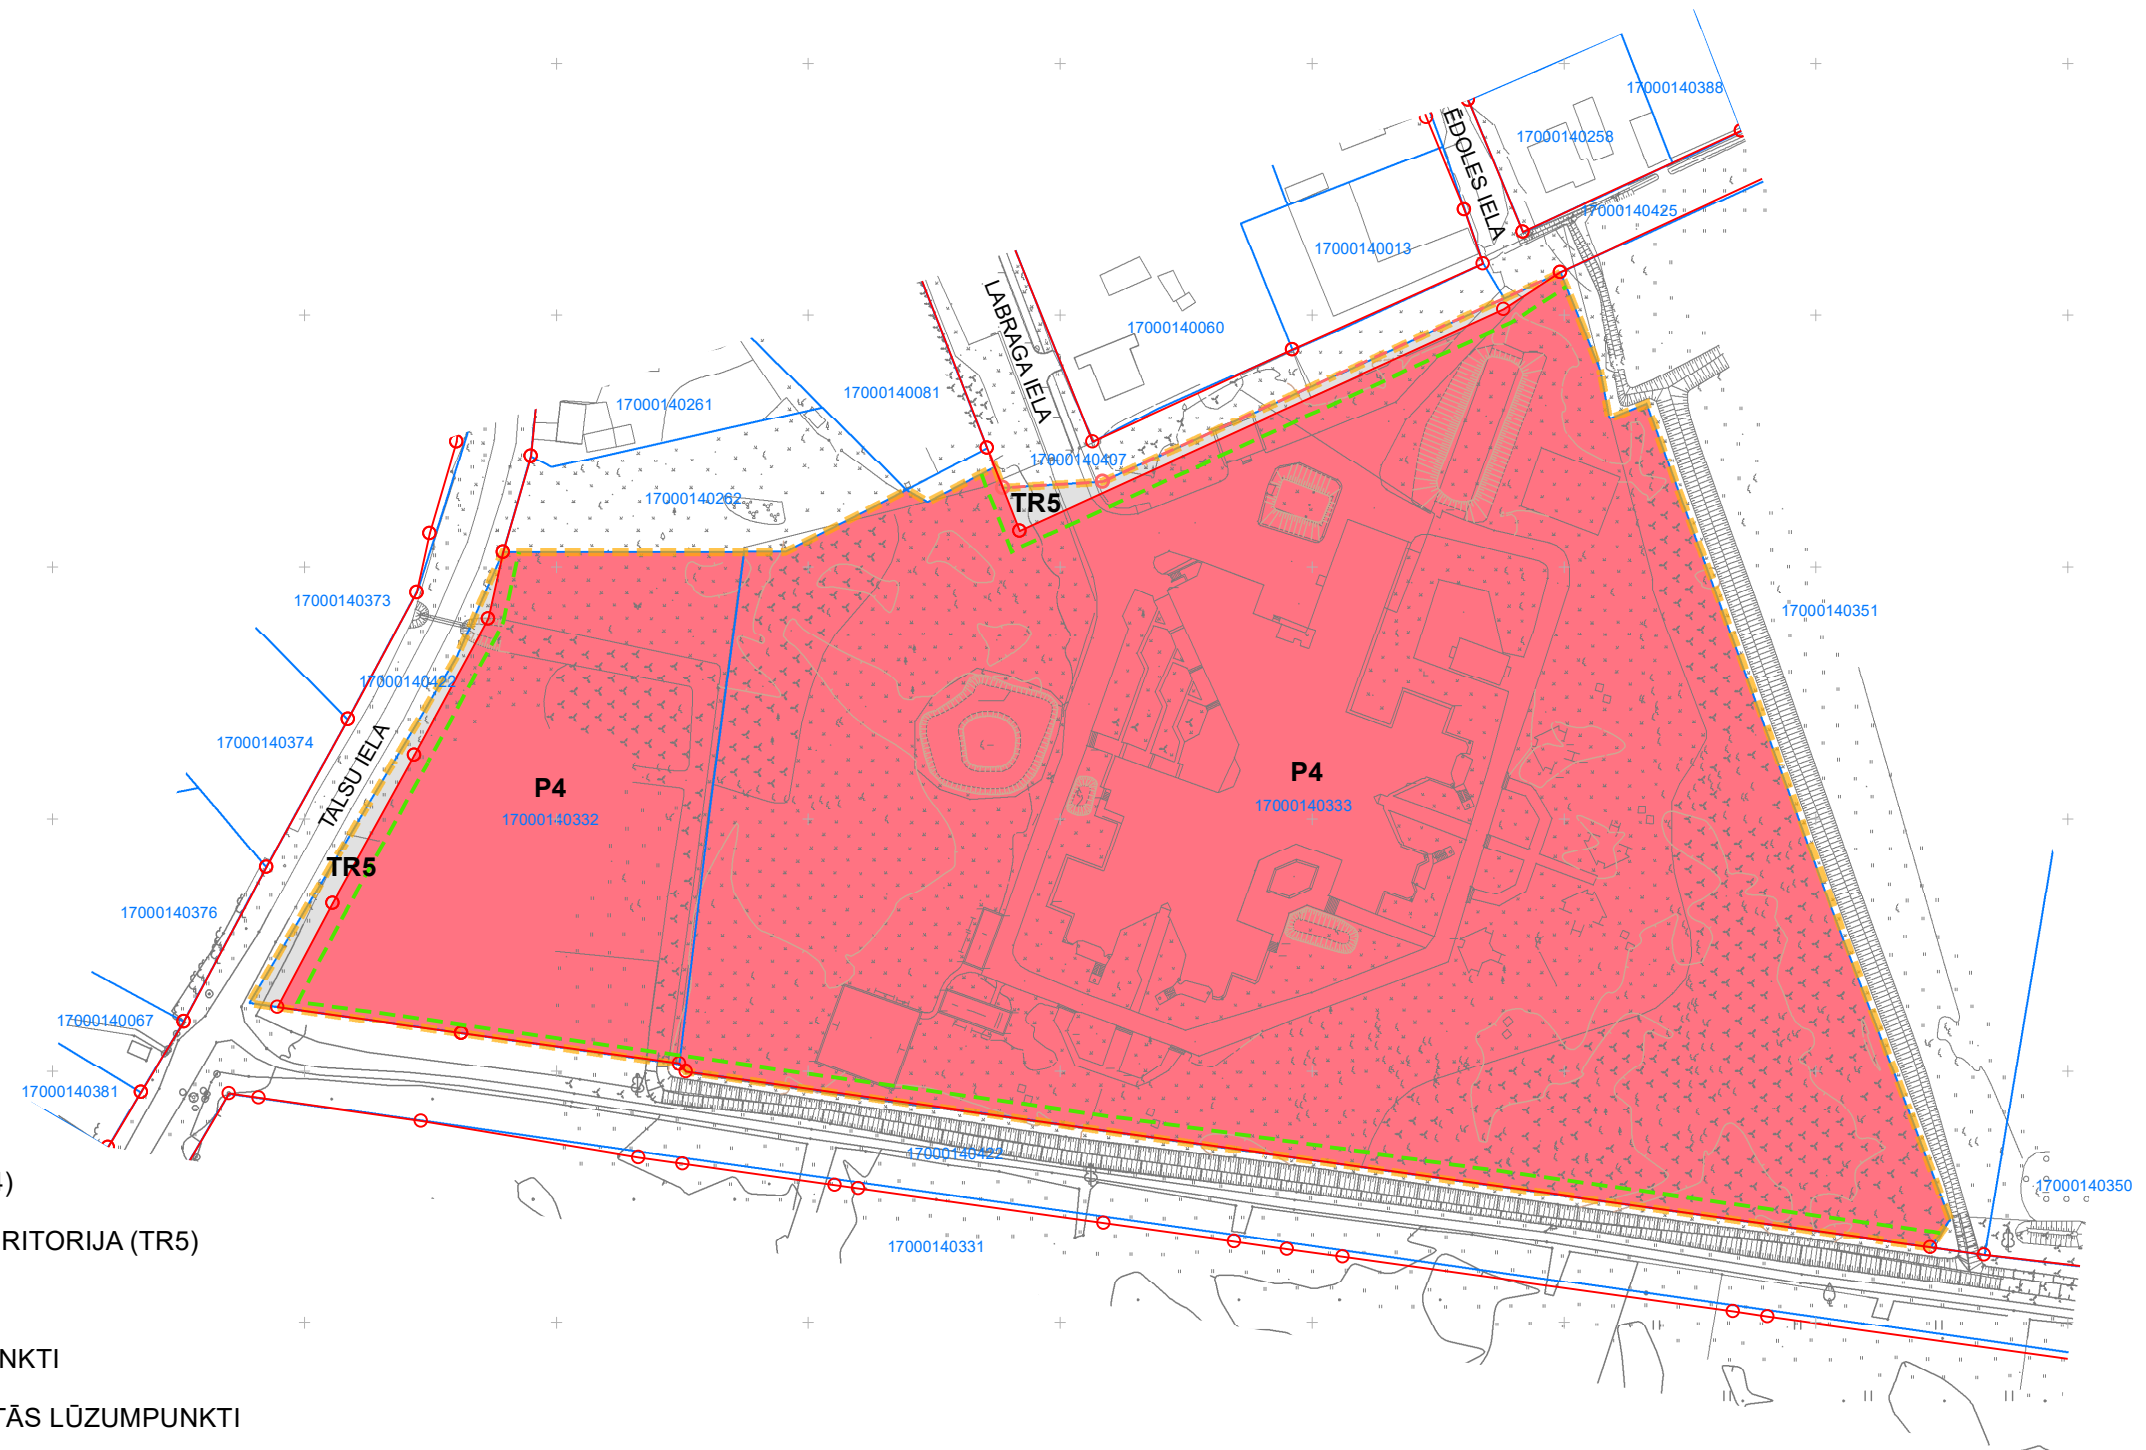 17000140388
17000140258
ĒDOLES IELA
17000140425
17000140013
LABRAGA IELA
17000140060
17000140081
17000140261
17000140407
17000140262
TR5
17000140373
17000140351
17000140422
17000140374
TALSU IELA
P4
17000140333
P4
17000140332
TR5
17000140376
17000140067
17000140381
17000140422
17000140350
4)
RITORIJA (TR5)
17000140331
NKTI
TĀS LŪZUMPUNKTI